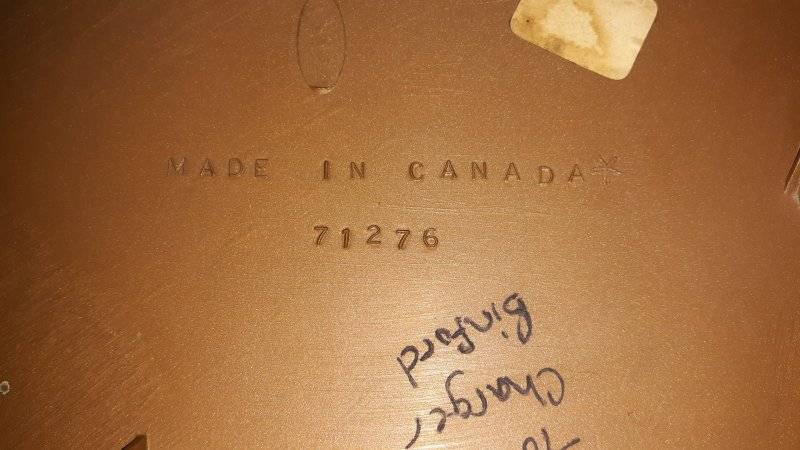 MADE IN CANADA*
71276
Charger
Binford